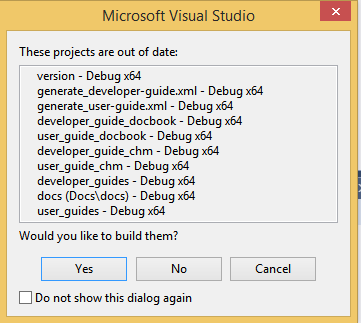 Microsoft Visual Studio
These projects are out of date:
version - Debug x64
generate_developer-guide.xml - Debug x64
generate_user-guide.xml - Debug x64
developer_guide_docbook - Debug x64
user_guide_docbook - Debug x64
developer_guide_chm - Debug x64
user_guide_chm - Debug x64
developer_guides - Debug x64
docs (Docs\docs) - Debug x64
user_guides - Debug x64
Would you like to build them?
Yes No Cancel
Do not show this dialog again